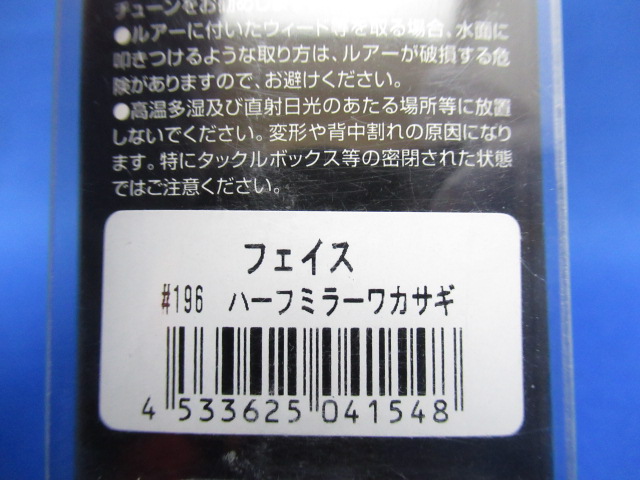 チューンをお
●ルアーに付いたウィード等を取る場合、水面に
叩きつけるような取り方は、ルアーが破損する危
険がありますので、お避けください。
●高温多湿及び直射日光のあたる場所等に放置
しないでください。変形や背中割れの原因になり
ます。特にタックルボックス等の密閉された状態
ではご注意ください。
フェイス
#196 ハーフミラーワカサギ
4 533625 041548